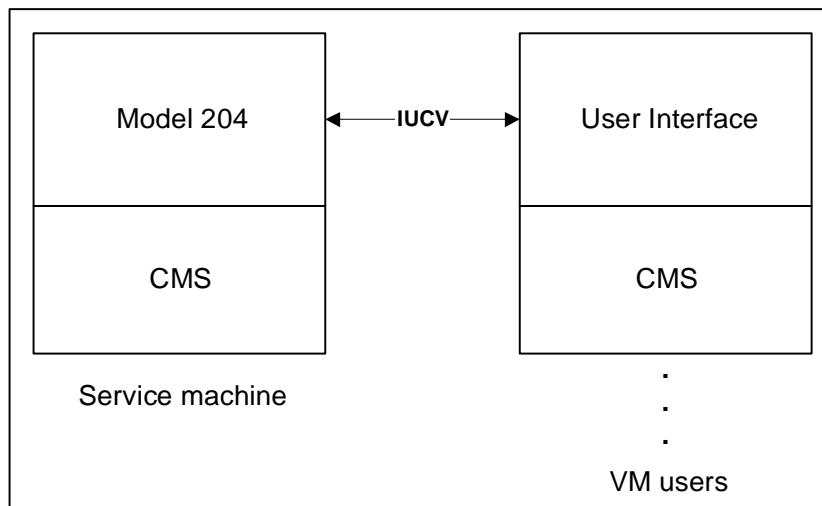 Model 204
IUCV
User Interface
CMS
CMS
Service machine
.
.
.
VM users